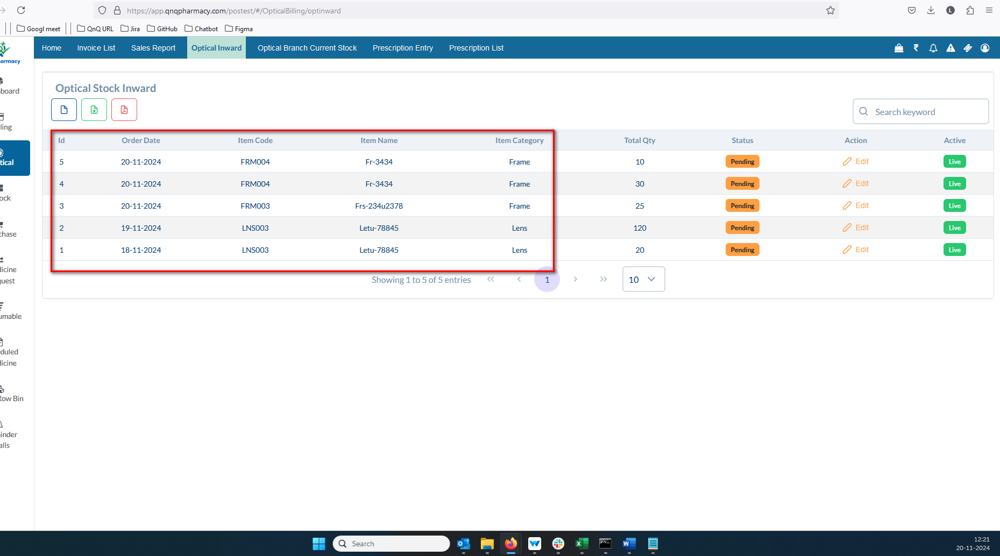 https://app.qnqpharmacy.com/postest/#/OpticalBilling/optinward
L
Googl meet QnQ URL Jira GitHub Chatbot Figma
armacy
Home Invoice List Sales Report Optical Inward Optical Branch Current Stock Prescription Entry Prescription List
board
ling
tical
ock
chase
dicine
quest
umable
duled
dicine
Row Bin
inder
alls
Optical Stock Inward
Search keyword
Id Order Date Item Code Item Name Item Category Total Qty Status Action Active
5 20-11-2024 FRM004 Fr-3434 Frame 10 Pending Edit Live
4 20-11-2024 FRM004 Fr-3434 Frame 30 Pending Edit Live
3 20-11-2024 FRM003 Frs-234u2378 Frame 25 Pending Edit Live
2 19-11-2024 LNS003 Letu-78845 Lens 120 Pending Edit Live
1 18-11-2024 LNS003 Letu-78845 Lens 20 Pending Edit Live
Showing 1 to 5 of 5 entries « ‹ 1 › » 10
Search
12:21
20-11-2024